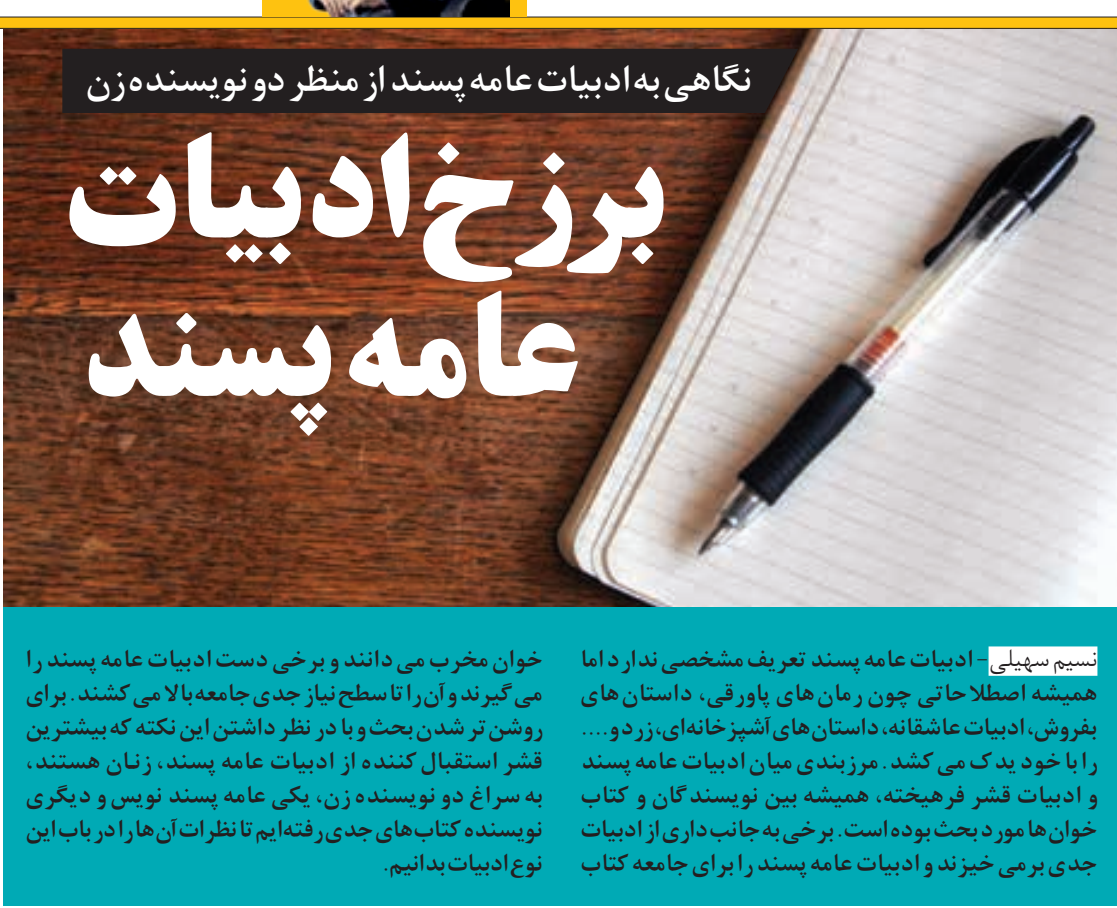 نگاهی به ادبیات عامه پسند از منظر دو نویسنده زن
برزخ ادبیات
عامه پسند
نسیم سهیلی- ادبیات عامه پسند تعریف مشخصی ندارد اما
همیشه اصطلاحاتی چون رمان های پاورقی، داستان های
بفروش، ادبیات عاشقانه، داستان های آشپزخانه‌ای، زرد و....
را با خود یدک می کشد. مرزبندی میان ادبیات عامه پسند
و ادبیات قشر فرهیخته، همیشه بین نویسندگان و کتاب
خوان ها مورد بحث بوده است. برخی به جانب داری از ادبیات
جدی برمی خیزند و ادبیات عامه پسند را برای جامعه کتاب
خوان مخرب می دانند و برخی دست ادبیات عامه پسند را
می گیرند و آن را تا سطح نیاز جدی جامعه بالا می کشند. برای
روشن تر شدن بحث و با در نظر داشتن این نکته که بیشترین
قشر استقبال کننده از ادبیات عامه پسند، زنان هستند،
به سراغ دو نویسنده زن، یکی عامه پسند نویس و دیگری
نویسنده کتاب های جدی رفته‌ایم تا نظرات آن ها را در باب این
نوع ادبیات بدانیم.